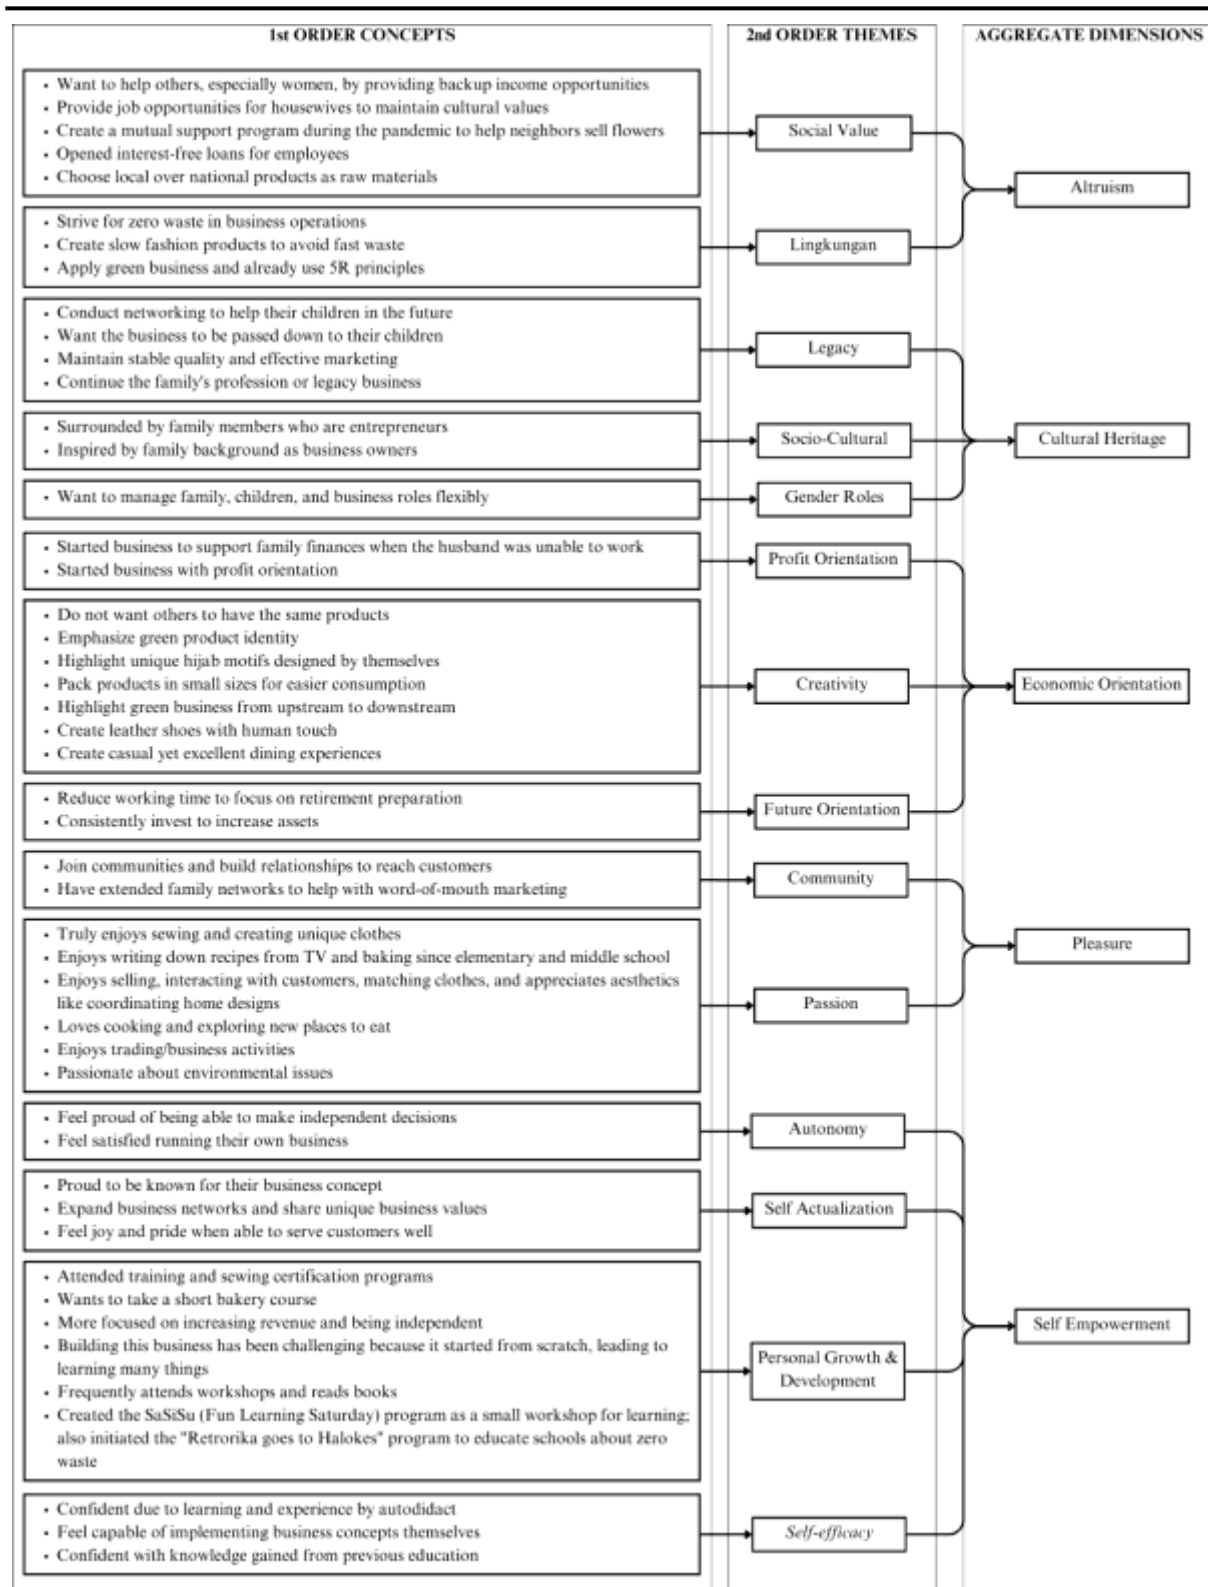 1st ORDER CONCEPTS
2nd ORDER THEMES
AGGREGATE DIMENSIONS
• Want to help others, especially women, by providing backup income opportunities
• Provide job opportunities for housewives to maintain cultural values
• Create a mutual support program during the pandemic to help neighbors sell flowers
• Opened interest-free loans for employees
• Choose local over national products as raw materials
Social Value
Altruism
• Strive for zero waste in business operations
• Create slow fashion products to avoid fast waste
• Apply green business and already use 5R principles
Lingkungan
• Conduct networking to help their children in the future
• Want the business to be passed down to their children
• Maintain stable quality and effective marketing
• Continue the family's profession or legacy business
Legacy
• Surrounded by family members who are entrepreneurs
• Inspired by family background as business owners
Socio-Cultural
Cultural Heritage
• Want to manage family, children, and business roles flexibly
Gender Roles
• Started business to support family finances when the husband was unable to work
• Started business with profit orientation
Profit Orientation
• Do not want others to have the same products
• Emphasize green product identity
• Highlight unique hijab motifs designed by themselves
• Pack products in small sizes for easier consumption
• Highlight green business from upstream to downstream
• Create leather shoes with human touch
• Create casual yet excellent dining experiences
Creativity
Economic Orientation
• Reduce working time to focus on retirement preparation
• Consistently invest to increase assets
Future Orientation
• Join communities and build relationships to reach customers
• Have extended family networks to help with word-of-mouth marketing
Community
Pleasure
• Truly enjoys sewing and creating unique clothes
• Enjoys writing down recipes from TV and baking since elementary and middle school
• Enjoys selling, interacting with customers, matching clothes, and appreciates aesthetics
like coordinating home designs
• Loves cooking and exploring new places to eat
• Enjoys trading/business activities
• Passionate about environmental issues
Passion
• Feel proud of being able to make independent decisions
• Feel satisfied running their own business
Autonomy
• Proud to be known for their business concept
• Expand business networks and share unique business values
• Feel joy and pride when able to serve customers well
Self Actualization
• Attended training and sewing certification programs
• Wants to take a short bakery course
• More focused on increasing revenue and being independent
• Building this business has been challenging because it started from scratch, leading to
learning many things
• Frequently attends workshops and reads books
• Created the SaSiSu (Fun Learning Saturday) program as a small workshop for learning;
also initiated the "Retrorika goes to Halokes" program to educate schools about zero
waste
Personal Growth &
Development
Self Empowerment
• Confident due to learning and experience by autodidact
• Feel capable of implementing business concepts themselves
• Confident with knowledge gained from previous education
Self-efficacy